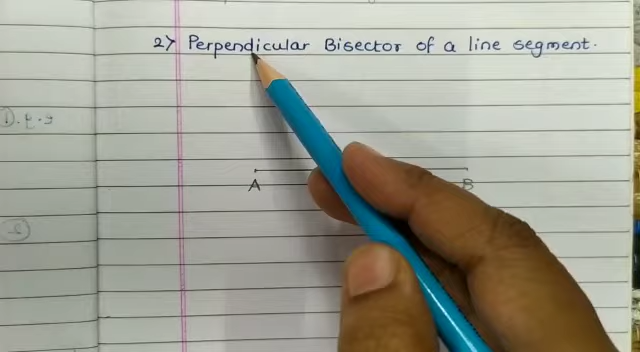 2) Perpendicular Bisector of a line segment.
A B